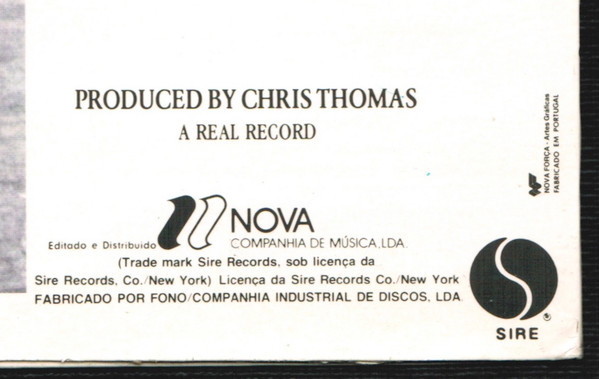 PRODUCED BY CHRIS THOMAS
A REAL RECORD
NOVA FORÇA - Artes Gráficas
FABRICADO EM PORTUGAL
NOVA
Editado e Distribuido COMPANHIA DE MÚSICA, LDA.
(Trade mark Sire Records, sob licença da
Sire Records, Co./New York) Licença da Sire Records Co./New York
FABRICADO POR FONO/COMPANHIA INDUSTRIAL DE DISCOS, LDA.
SIRE